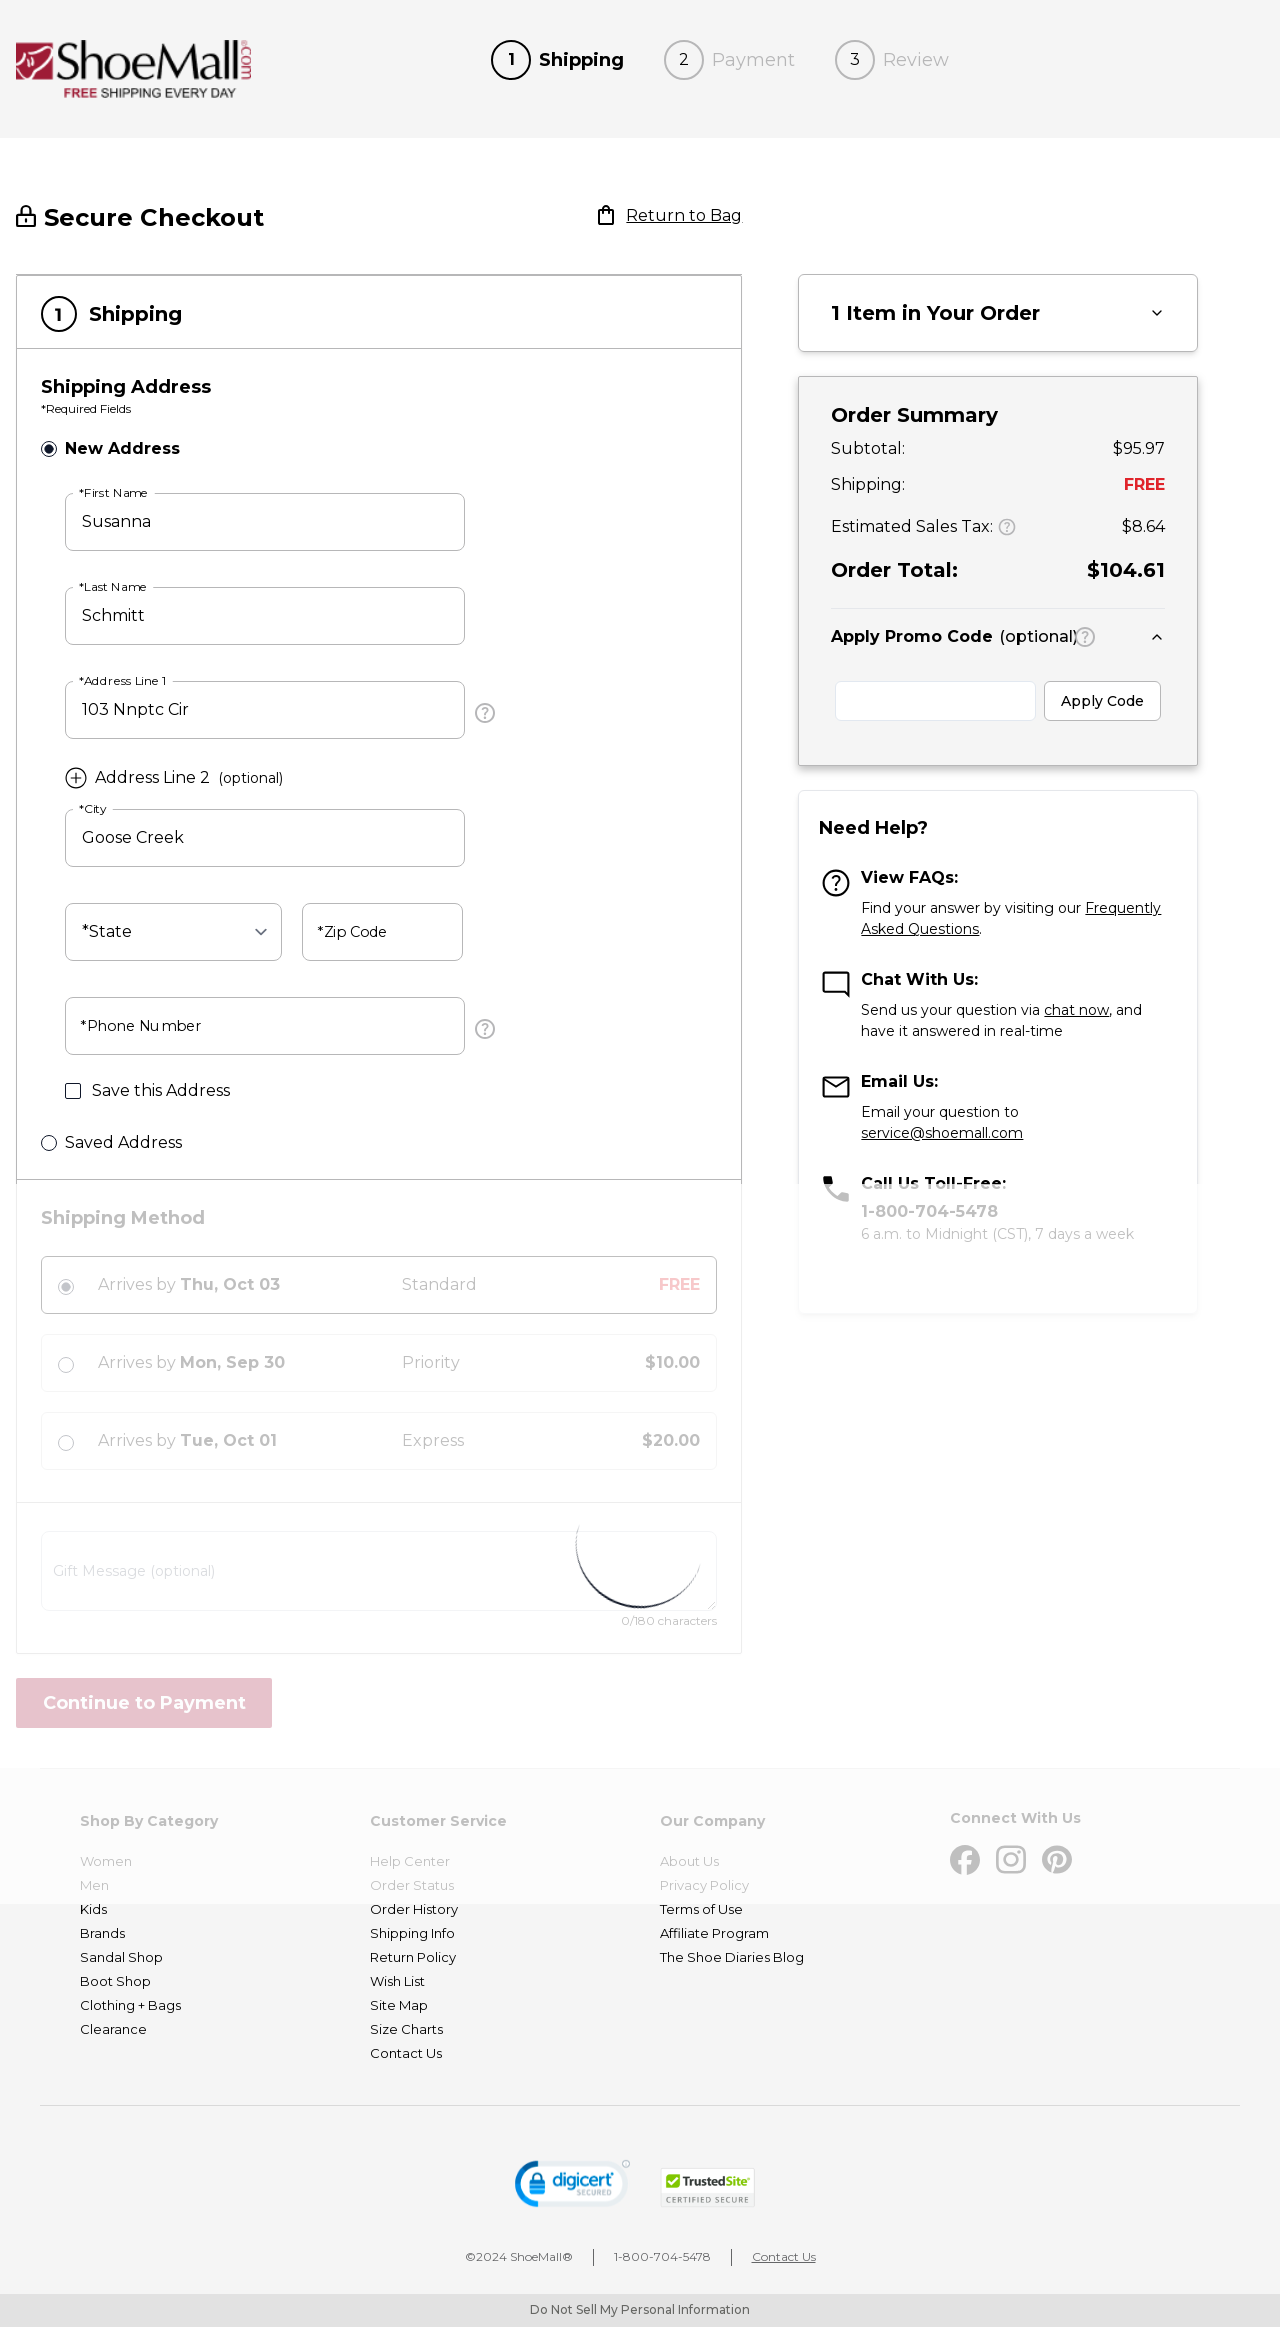 ShoeMall.com
FREE SHIPPING EVERY DAY
1 Shipping
2 Payment
3 Review
Secure Checkout
Return to Bag
1 Shipping
Shipping Address
*Required Fields
New Address
*First Name
Susanna
*Last Name
Schmitt
*Address Line 1
103 Nnptc Cir
Address Line 2 (optional)
*City
Goose Creek
*State
*Zip Code
*Phone Number
Save this Address
Saved Address
Shipping Method
Arrives by Thu, Oct 03 Standard FREE
Arrives by Mon, Sep 30 Priority $10.00
Arrives by Tue, Oct 01 Express $20.00
Gift Message (optional)
0/180 characters
Continue to Payment
1 Item in Your Order
Order Summary
Subtotal: $95.97
Shipping: FREE
Estimated Sales Tax: $8.64
Order Total: $104.61
Apply Promo Code (optional)
Apply Code
Need Help?
View FAQs:
Find your answer by visiting our Frequently
Asked Questions.
Chat With Us:
Send us your question via chat now, and
have it answered in real-time
Email Us:
Email your question to
service@shoemall.com
Call Us Toll-Free:
1-800-704-5478
6 a.m. to Midnight (CST), 7 days a week
Shop By Category
Women
Men
Kids
Brands
Sandal Shop
Boot Shop
Clothing + Bags
Clearance
Customer Service
Help Center
Order Status
Order History
Shipping Info
Return Policy
Wish List
Site Map
Size Charts
Contact Us
Our Company
About Us
Privacy Policy
Terms of Use
Affiliate Program
The Shoe Diaries Blog
Connect With Us
digicert
SECURED
TrustedSite
CERTIFIED SECURE
©2024 ShoeMall®
1-800-704-5478
Contact Us
Do Not Sell My Personal Information